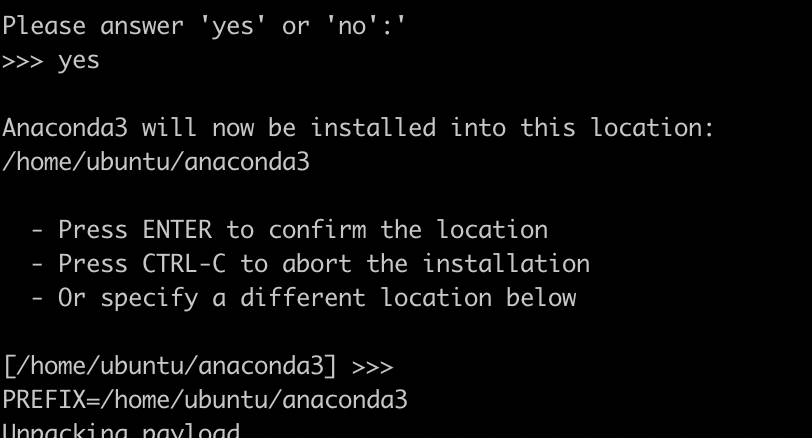 Please answer 'yes' or 'no':'
>>> yes
Anaconda3 will now be installed into this location:
/home/ubuntu/anaconda3
- Press ENTER to confirm the location
- Press CTRL-C to abort the installation
- Or specify a different location below
[/home/ubuntu/anaconda3] >>>
PREFIX=/home/ubuntu/anaconda3
Unpacking payload